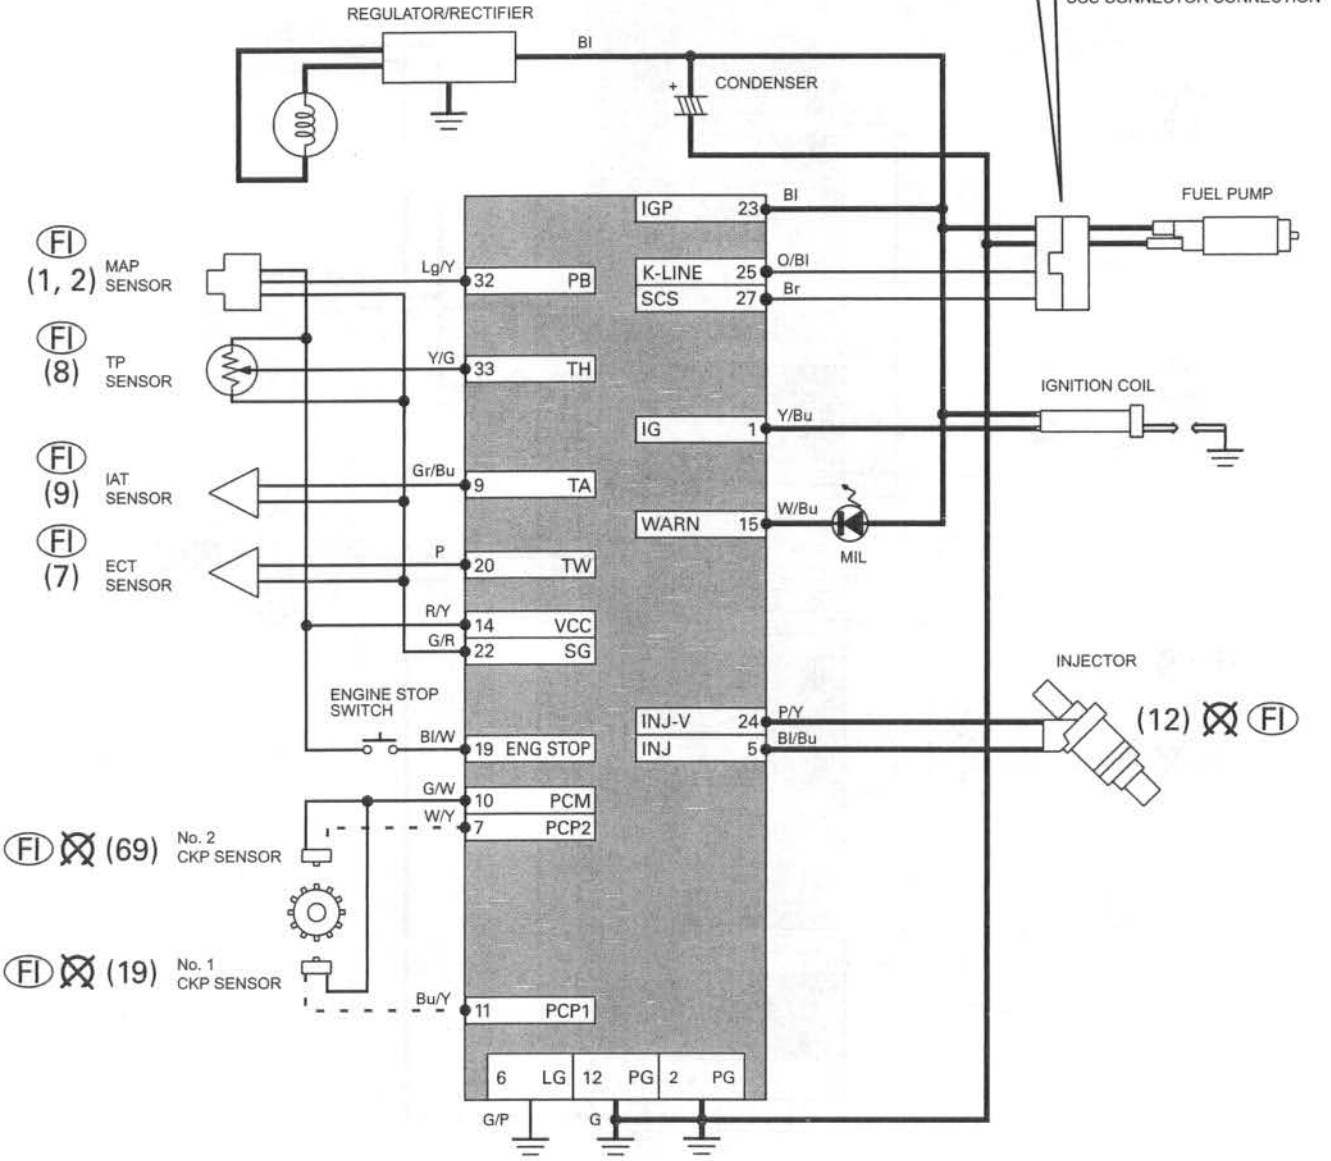 REGULATOR/RECTIFIER
Bl
+
CONDENSER
FI
(1, 2)
MAP
SENSOR
Lg/Y
32 PB
FI
(8)
TP
SENSOR
Y/G
33 TH
FI
(9)
IAT
SENSOR
Gr/Bu
9 TA
FI
(7)
ECT
SENSOR
P
20 TW
R/Y
14 VCC
G/R
22 SG
ENGINE STOP
SWITCH
Bl/W
19 ENG STOP
G/W
10 PCM
W/Y
7 PCP2
FI (69)
No. 2
CKP SENSOR
FI (19)
No. 1
CKP SENSOR
Bu/Y
11 PCP1
IGP 23
Bl
K-LINE 25
O/Bl
SCS 27
Br
FUEL PUMP
IG 1
Y/Bu
IGNITION COIL
WARN 15
W/Bu
MIL
INJECTOR
INJ-V 24
P/Y
INJ 5
Bl/Bu
(12) FI
6 LG
12 PG
2 PG
G/P
G